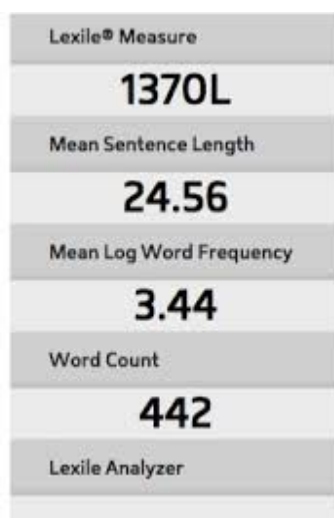 Lexile® Measure
1370L
Mean Sentence Length
24.56
Mean Log Word Frequency
3.44
Word Count
442
Lexile Analyzer